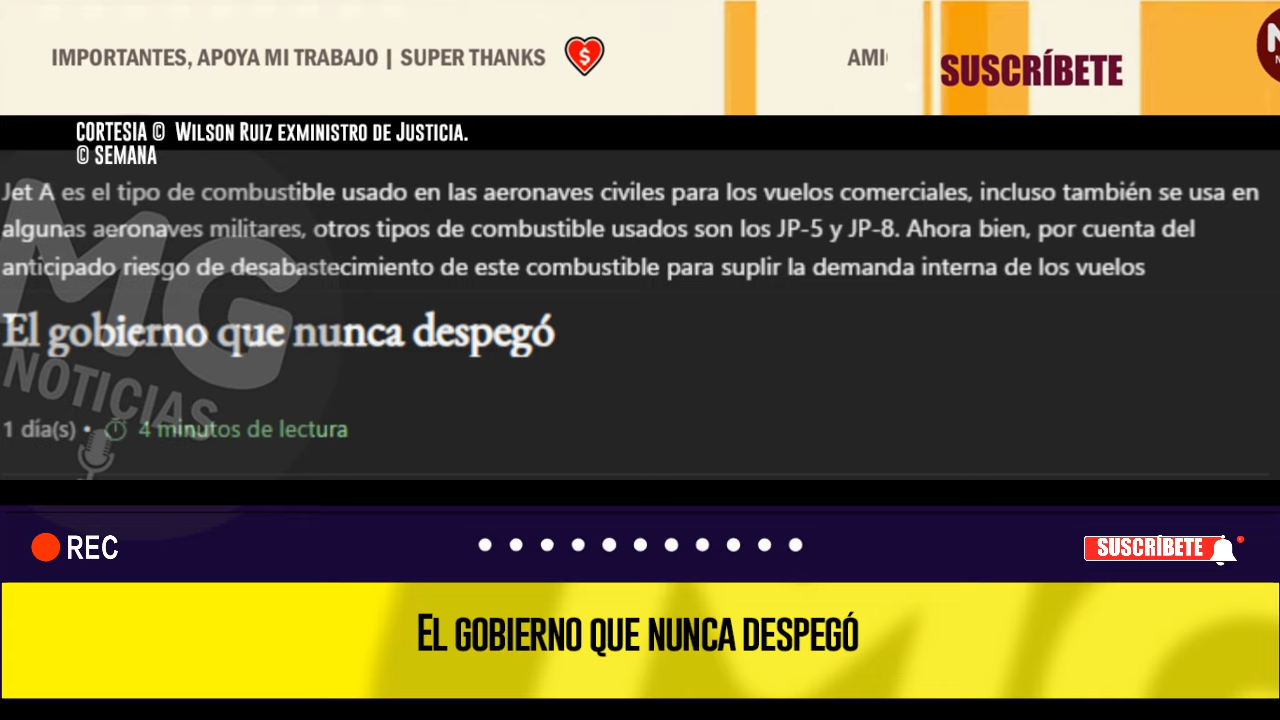 IMPORTANTES, APOYA MI TRABAJO | SUPER THANKS
$
AMI
SUSCRÍBETE
CORTESIA © WILSON RUIZ EXMINISTRO DE JUSTICIA.
© SEMANA
Jet A es el tipo de combustible usado en las aeronaves civiles para los vuelos comerciales, incluso también se usa en
algunas aeronaves militares, otros tipos de combustible usados son los JP-5 y JP-8. Ahora bien, por cuenta del
anticipado riesgo de desabastecimiento de este combustible para suplir la demanda interna de los vuelos
El gobierno que nunca despegó
MG
NOTICIAS
1 día(s) • 4 minutos de lectura
REC
SUSCRÍBETE
EL GOBIERNO QUE NUNCA DESPEGÓ